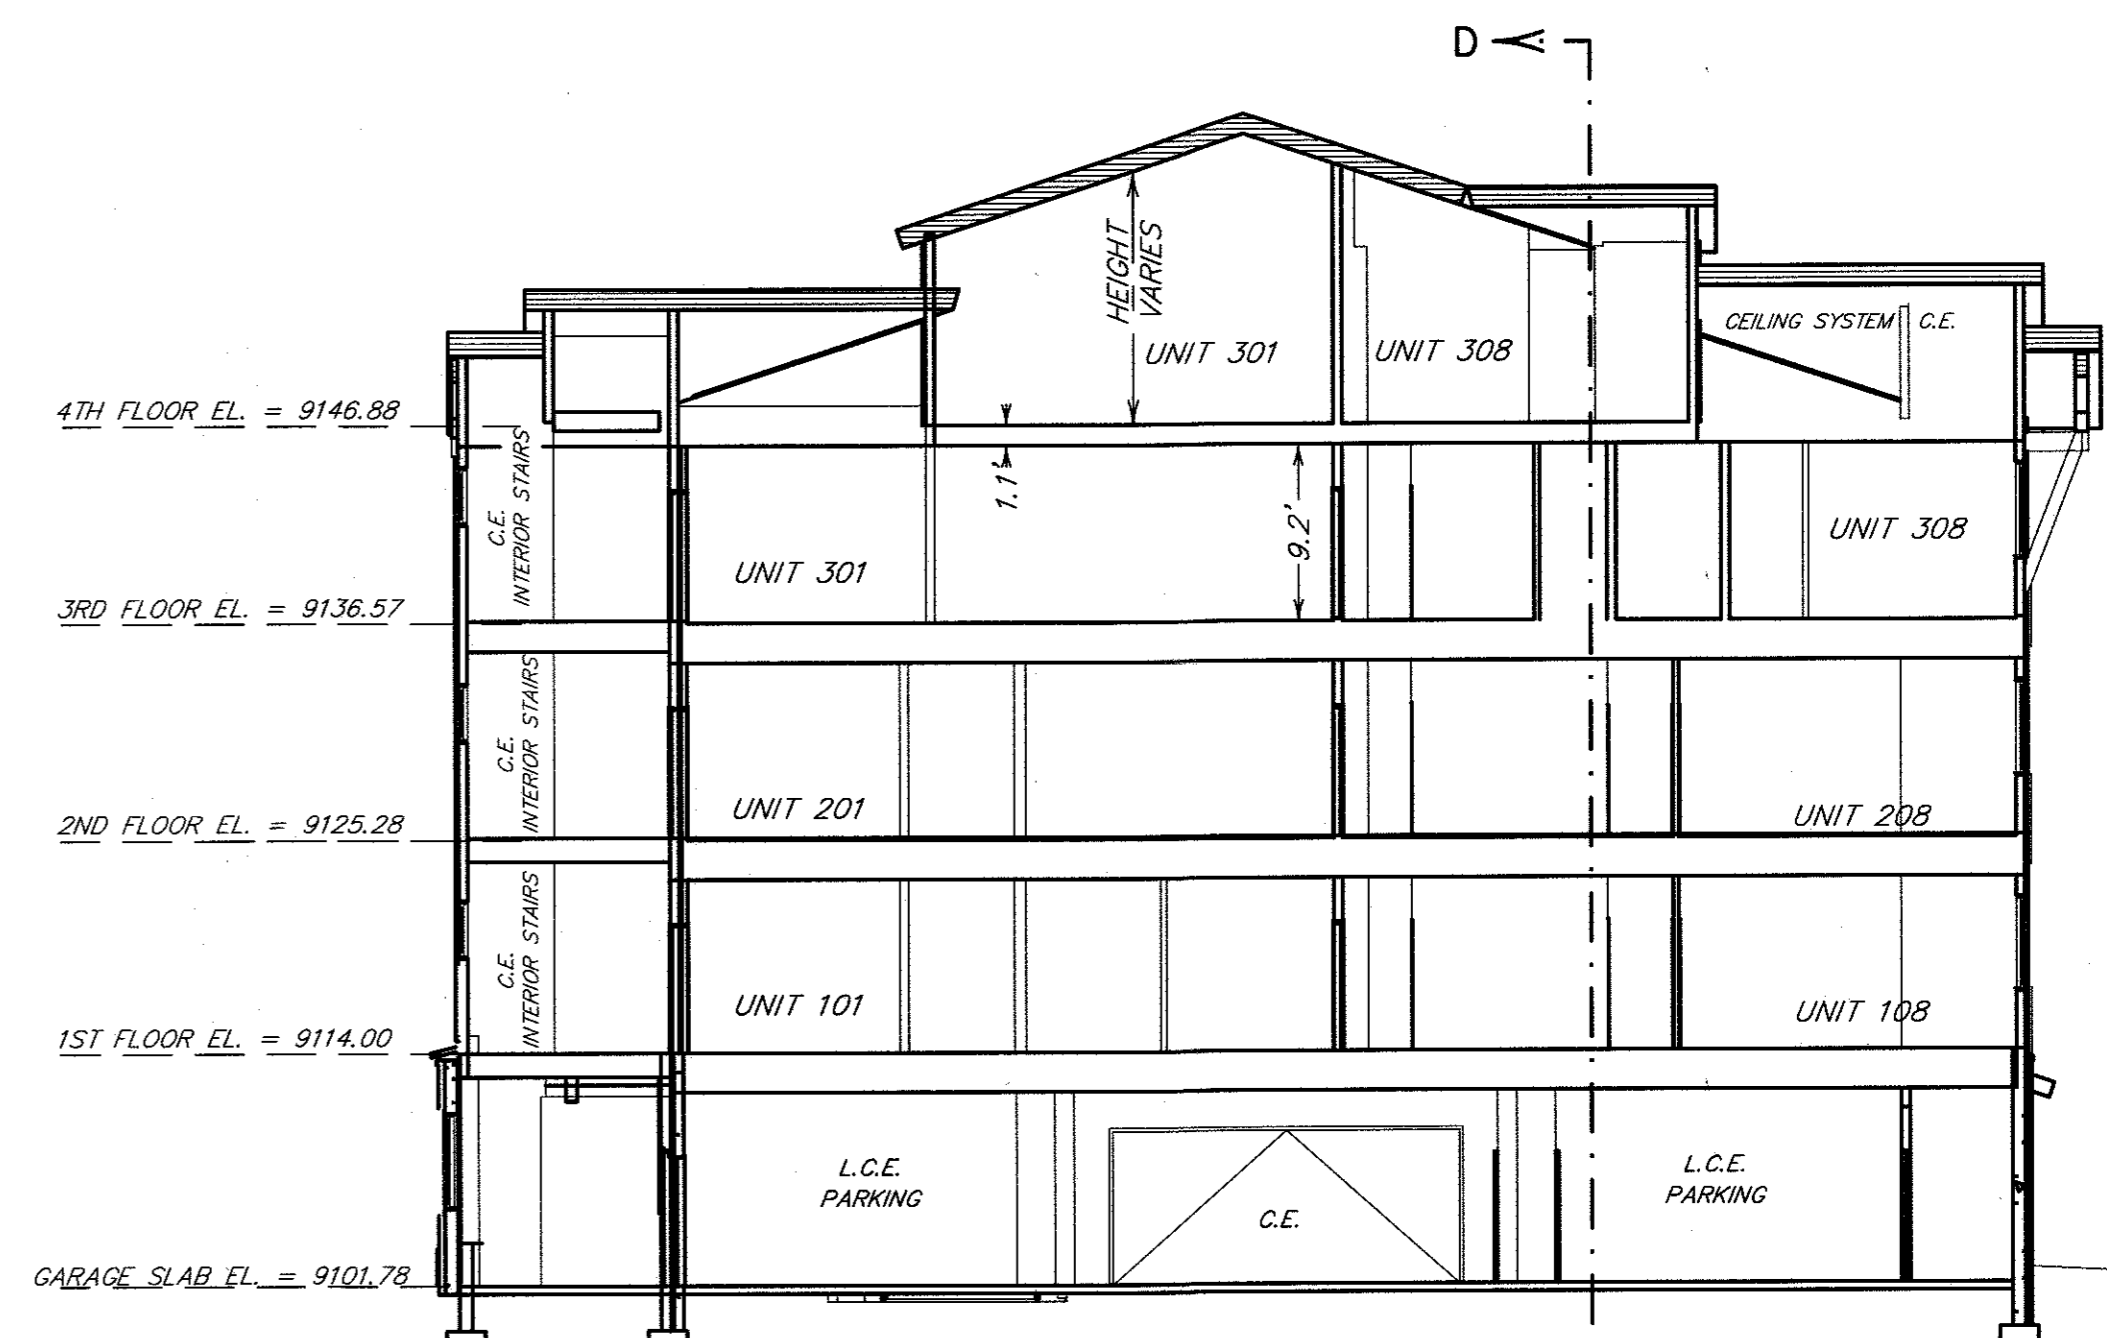 D
HEIGHT
VARIES
CEILING SYSTEM C.E.
UNIT 301
UNIT 308
4TH FLOOR EL. = 9146.88
C.E.
INTERIOR STAIRS
1.1'
9.2'
UNIT 308
UNIT 301
3RD FLOOR EL. = 9136.57
C.E.
INTERIOR STAIRS
UNIT 201
UNIT 208
2ND FLOOR EL. = 9125.28
C.E.
INTERIOR STAIRS
UNIT 101
UNIT 108
1ST FLOOR EL. = 9114.00
L.C.E.
PARKING
C.E.
L.C.E.
PARKING
GARAGE SLAB EL. = 9101.78